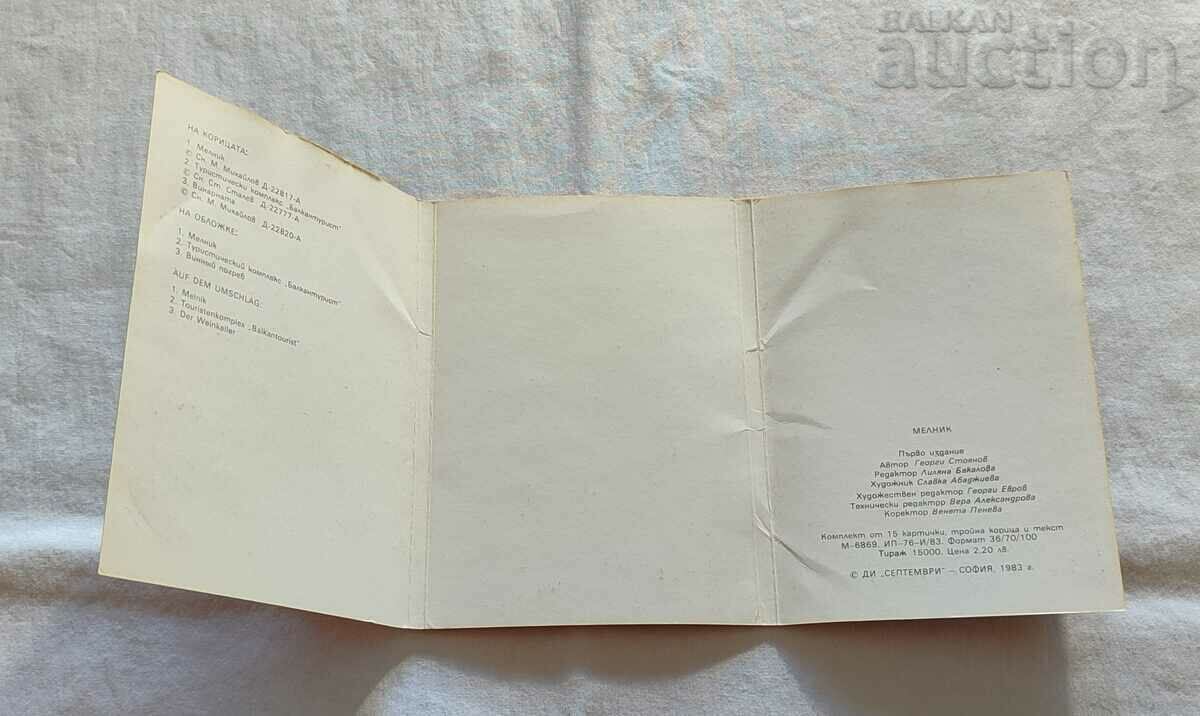 BALKAN
auction
НА КОРИЦАТА:
1. Мелник
© Сн. М. Михайлов Д-22817-А
2. Туристически комплекс „Балкантурист"
© Сн. Ст. Сталев Д-22777-А
3. Винарната
© Сн. М. Михайлов Д-22820-А
НА ОБЛОЖКЕ:
1. Мелник
2. Туристический комплекс „Балкантурист"
3. Винный погреб
AUF DEM UMSCHLAG:
1. Melnik
2. Touristenkomplex „Balkantourist"
3. Der Weinkeller
МЕЛНИК
Първо издание
Автор Георги Стоянов
Редактор Лиляна Бакалова
Художник Славка Абаджиева
Художествен редактор Георги Евров
Технически редактор Вера Александрова
Коректор Венета Пенева
Комплект от 15 картички, тройна корица и текст
М-6869. ИП-76-И/83. Формат 36/70/100
Тираж 15000. Цена 2,20 лв.
© ДИ „СЕПТЕМВРИ" – СОФИЯ, 1983 г.